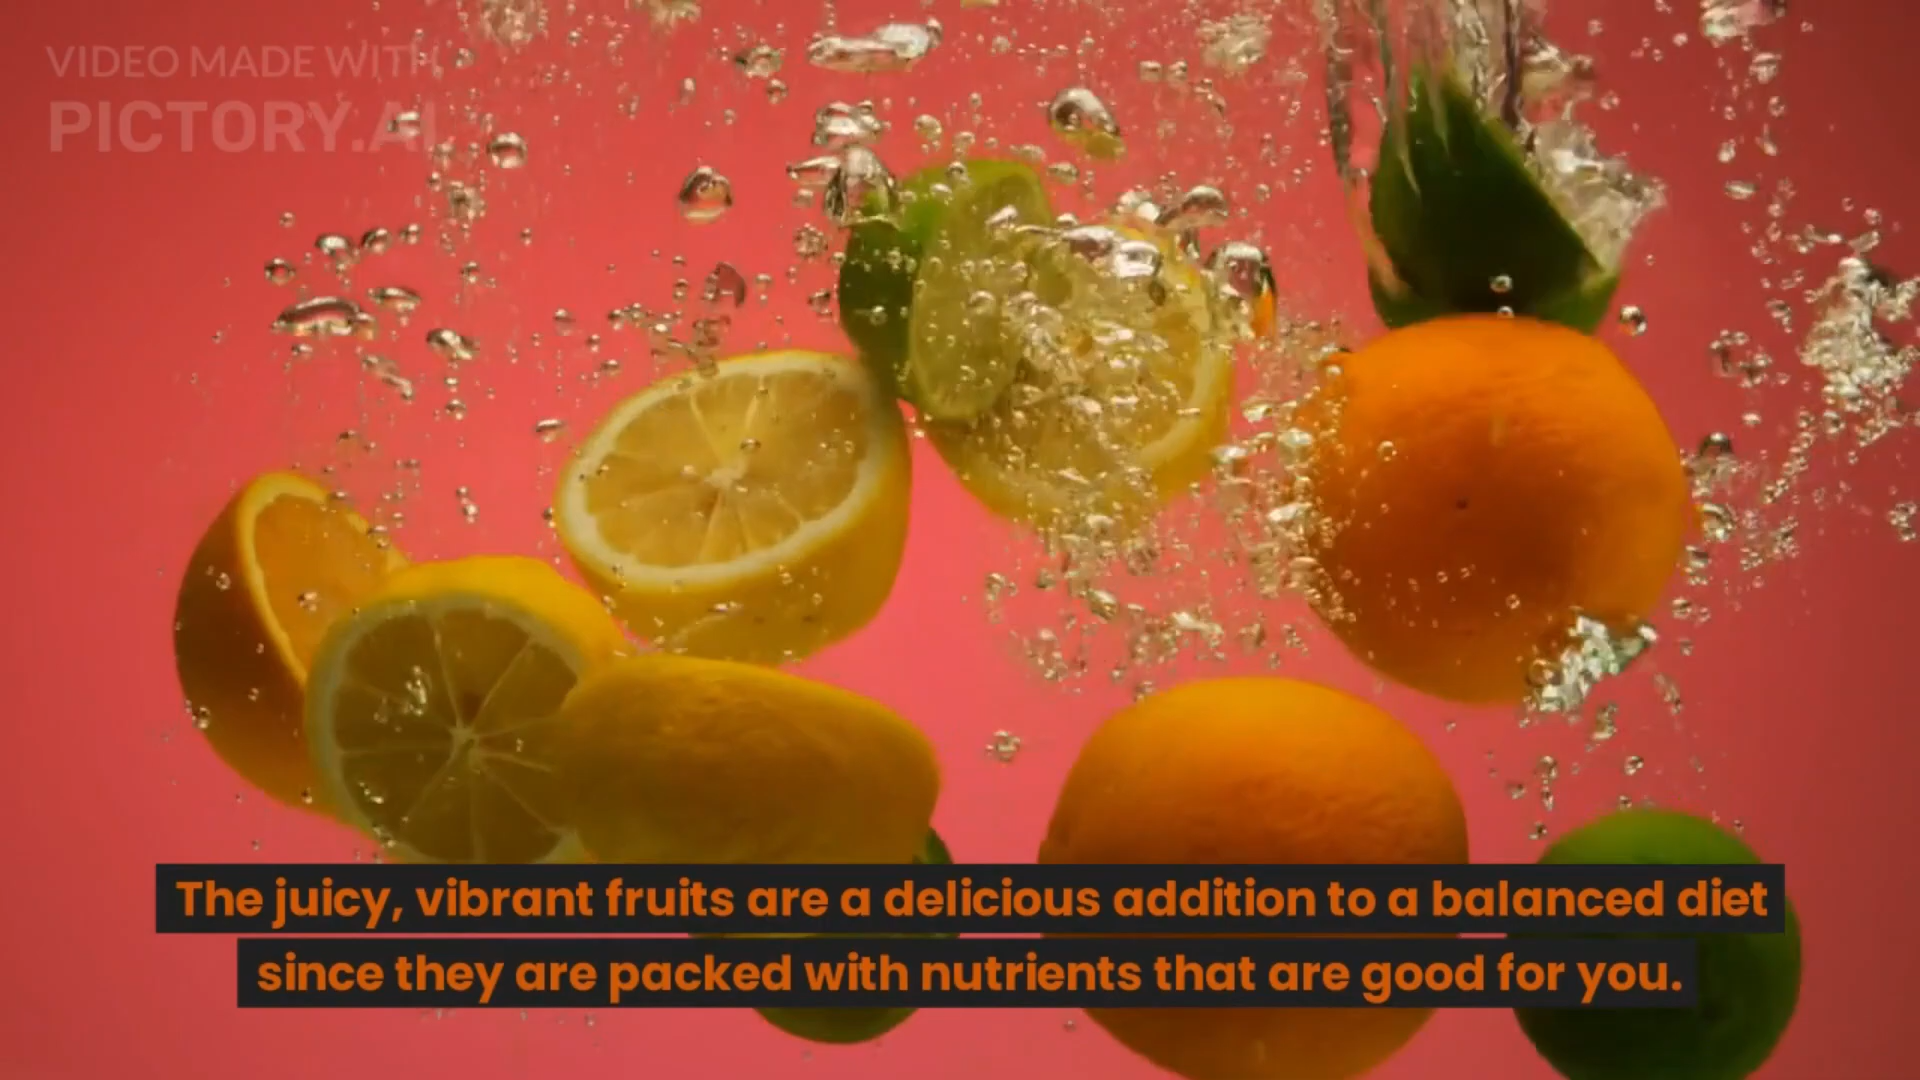 VIDEO MADE WITH
PICTORY.AI
The juicy, vibrant fruits are a delicious addition to a balanced diet
since they are packed with nutrients that are good for you.